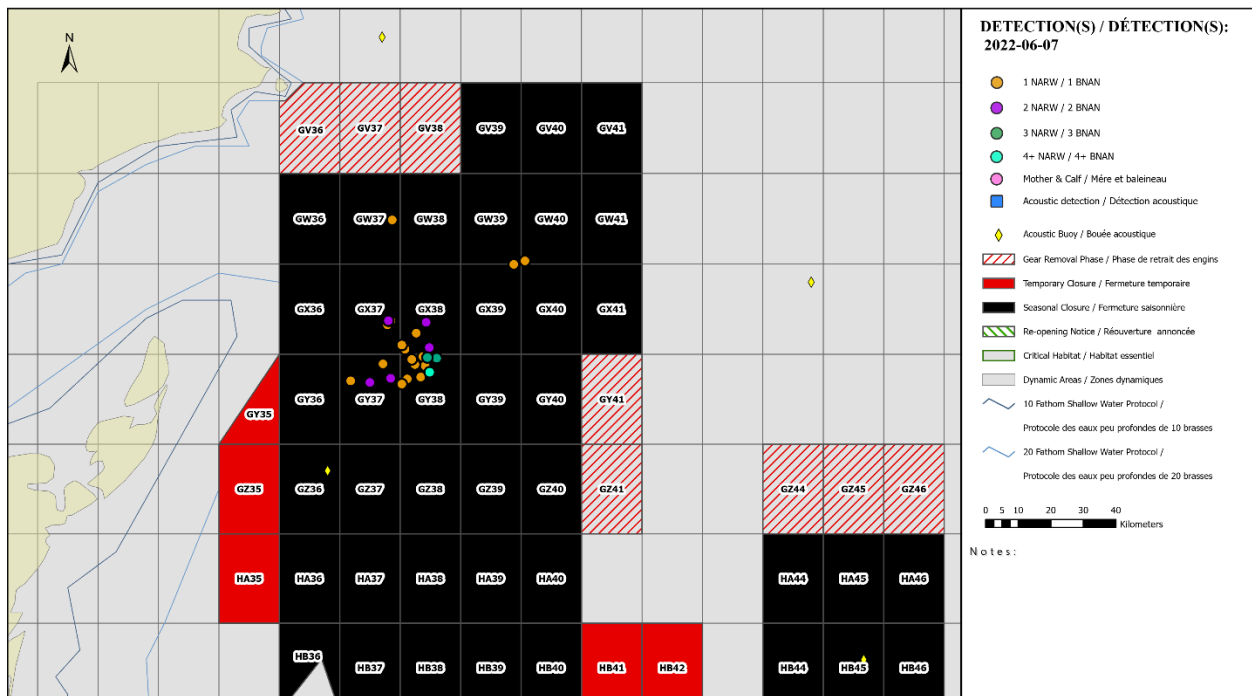 N
DETECTION(S) / DÉTECTION(S):
2022-06-07
1 NARW / 1 BNAN
2 NARW / 2 BNAN
3 NARW / 3 BNAN
4+ NARW / 4+ BNAN
Mother & Calf / Mére et baleineau
Acoustic detection / Détection acoustique
Acoustic Buoy / Bouée acoustique
Gear Removal Phase / Phase de retrait des engins
Temporary Closure / Fermeture temporaire
Seasonal Closure / Fermeture saisonnière
Re-opening Notice / Réouverture annoncée
Critical Habitat / Habitat essentiel
Dynamic Areas / Zones dynamiques
10 Fathom Shallow Water Protocol /
Protocole des eaux peu profondes de 10 brasses
20 Fathom Shallow Water Protocol /
Protocole des eaux peu profondes de 20 brasses
0 5 10 20 30 40
Kilometers
Notes:
GV36 GV37 GV38 GV39 GV40 GV41
GW36 GW37 GW38 GW39 GW40 GW41
GX36 GX37 GX38 GX39 GX40 GX41
GY35 GY36 GY37 GY38 GY39 GY40 GY41
GZ35 GZ36 GZ37 GZ38 GZ39 GZ40 GZ41 GZ44 GZ45 GZ46
HA35 HA36 HA37 HA38 HA39 HA40 HA44 HA45 HA46
HB36 HB37 HB38 HB39 HB40 HB41 HB42 HB44 HB45 HB46